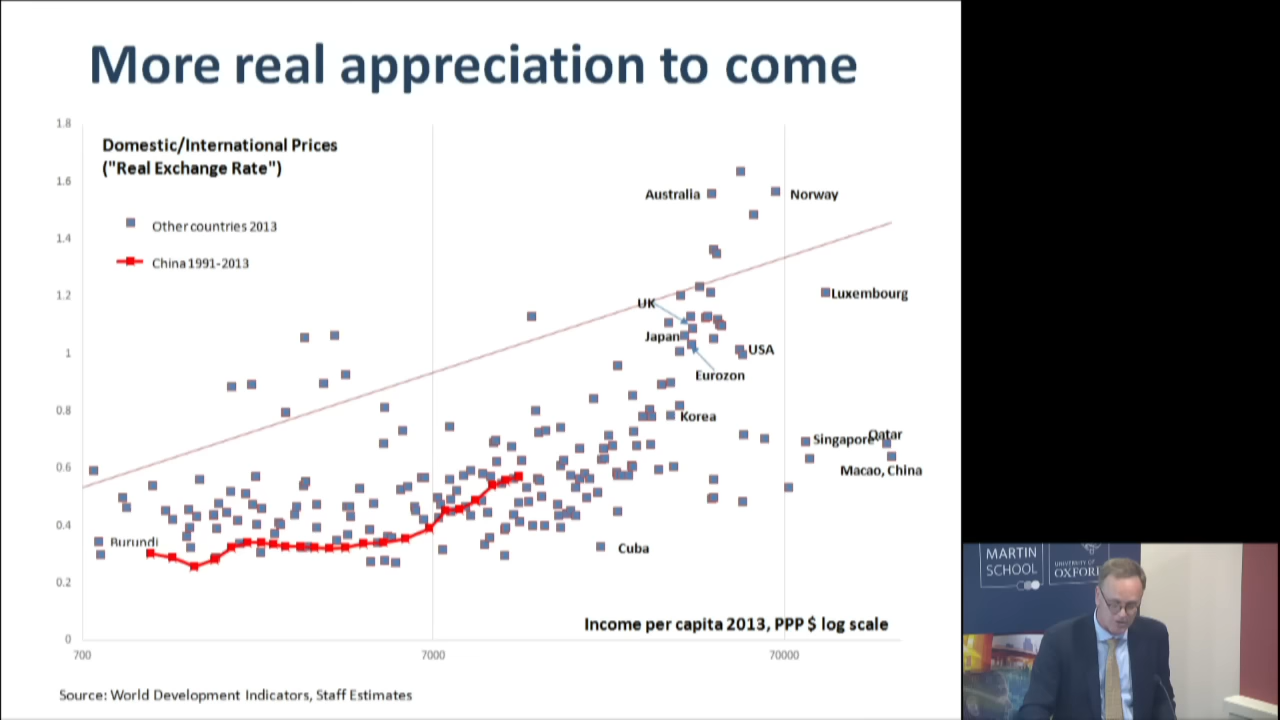 More real appreciation to come
Domestic/International Prices
("Real Exchange Rate")
Other countries 2013
China 1991-2013
1.8
1.6
1.4
1.2
1
0.8
0.6
0.4
0.2
0
Australia
Norway
Luxembourg
UK
Japan
USA
Eurozon
Korea
Singapore
Qatar
Macao, China
Burundi
Cuba
Income per capita 2013, PPP $ log scale
700
7000
70000
Source: World Development Indicators, Staff Estimates
MARTIN
SCHOOL
UNIVERSITY OF
OXFORD